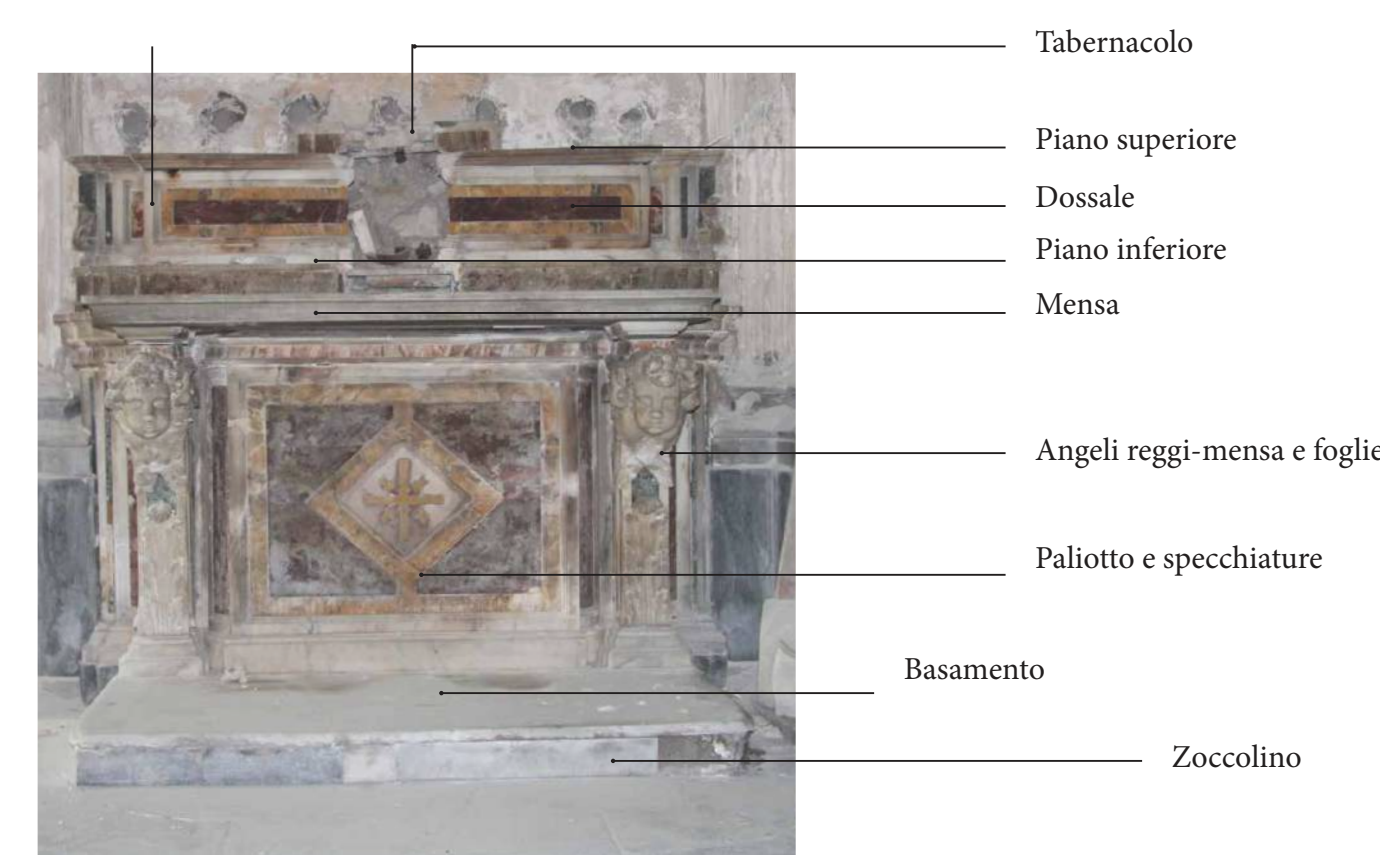 Tabernacolo
Piano superiore
Dossale
Piano inferiore
Mensa
Angeli reggi-mensa e foglie
Paliotto e specchiature
Basamento
Zoccolino